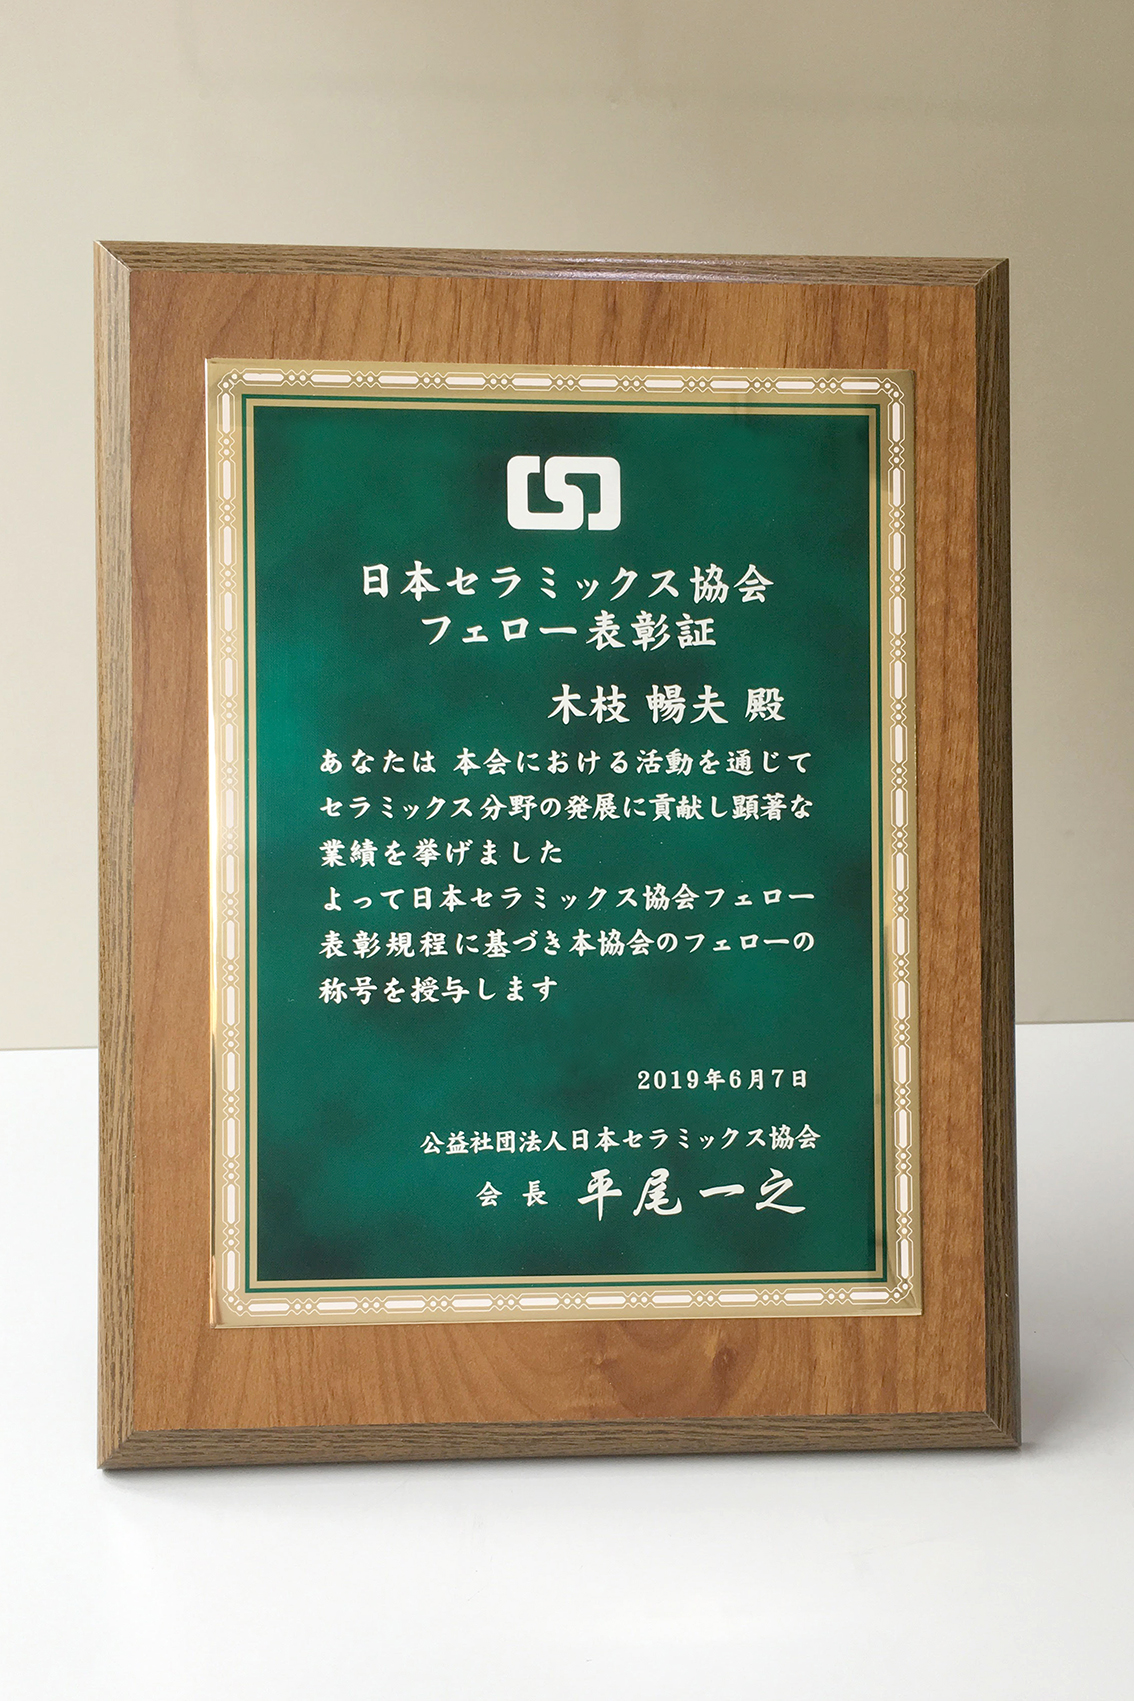 日本セラミックス協会
フェロー表彰証
木枝 暢夫 殿
あなたは 本会における活動を通じて
セラミックス分野の発展に貢献し顕著な
業績を挙げました
よって日本セラミックス協会フェロー
表彰規程に基づき本協会のフェローの
称号を授与します
2019年6月7日
公益社団法人日本セラミックス協会
会 長 平尾一之